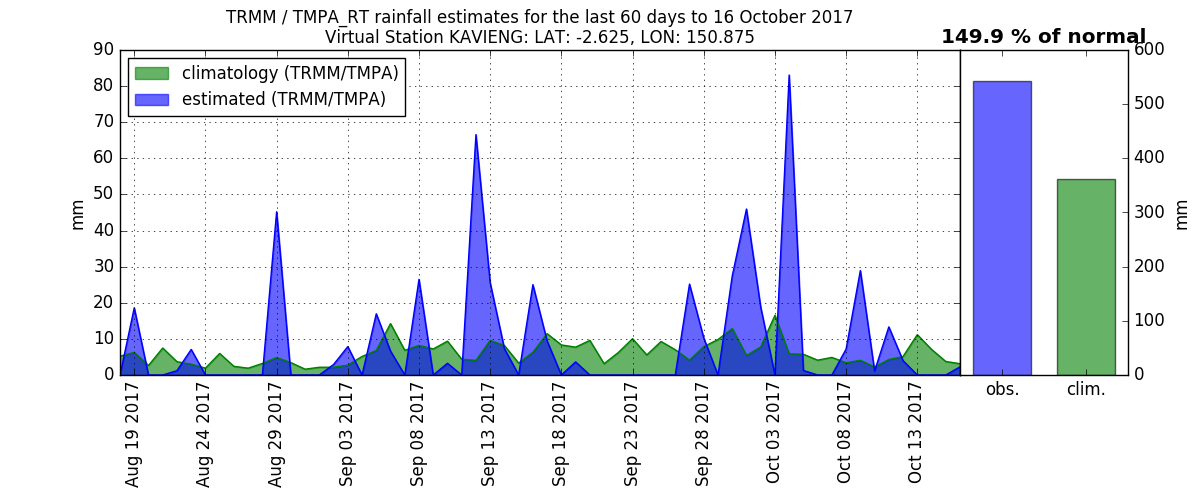 TRMM / TMPA_RT rainfall estimates for the last 60 days to 16 October 2017
Virtual Station KAVIENG: LAT: -2.625, LON: 150.875
149.9 % of normal
climatology (TRMM/TMPA)
estimated (TRMM/TMPA)
mm
90
80
70
60
50
40
30
20
10
0
Aug 19 2017
Aug 24 2017
Aug 29 2017
Sep 03 2017
Sep 08 2017
Sep 13 2017
Sep 18 2017
Sep 23 2017
Sep 28 2017
Oct 03 2017
Oct 08 2017
Oct 13 2017
obs.
clim.
600
500
400
300
200
100
0
mm